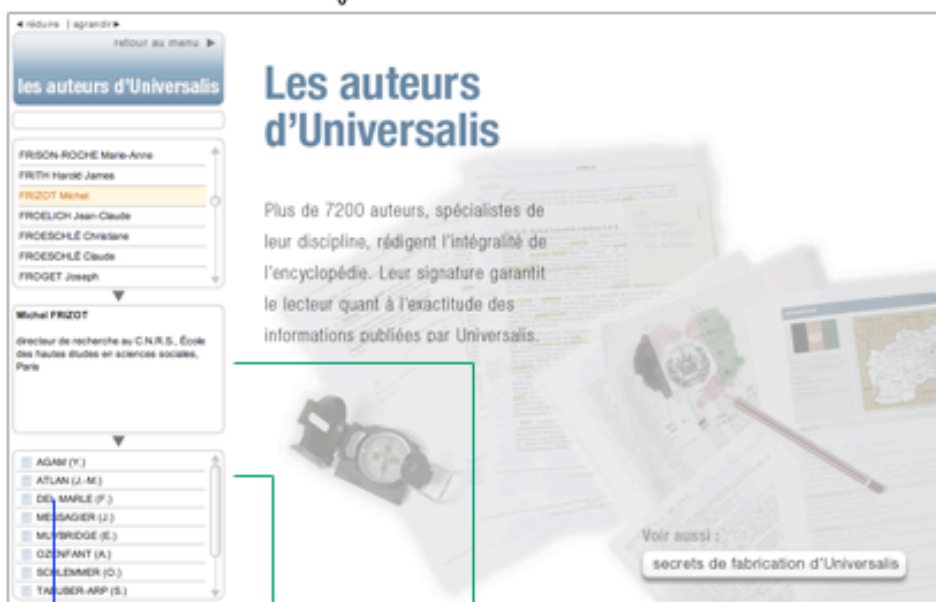 réduire | agrandir
retour au menu
les auteurs d'Universalis
FRISON-ROCHE Marie-Anne
FRITH Harold James
FRIZOT Michel
FROELICH Jean-Claude
FROESCHLÉ Christiane
FROESCHLÉ Claude
FROGET Joseph
Michel FRIZOT
directeur de recherche au C.N.R.S., École
des hautes études en sciences sociales,
Paris
AGAM (Y.)
ATLAN (J.-M.)
DEL MARLE (F.)
MESSAGIER (J.)
MUYBRIDGE (E.)
OZENFANT (A.)
SCHLEMMER (O.)
TAEUBER-ARP (S.)
Les auteurs
d'Universalis
Plus de 7200 auteurs, spécialistes de
leur discipline, rédigent l'intégralité de
l'encyclopédie. Leur signature garantit
le lecteur quant à l'exactitude des
informations publiées par Universalis.
Voir aussi :
secrets de fabrication d'Universalis